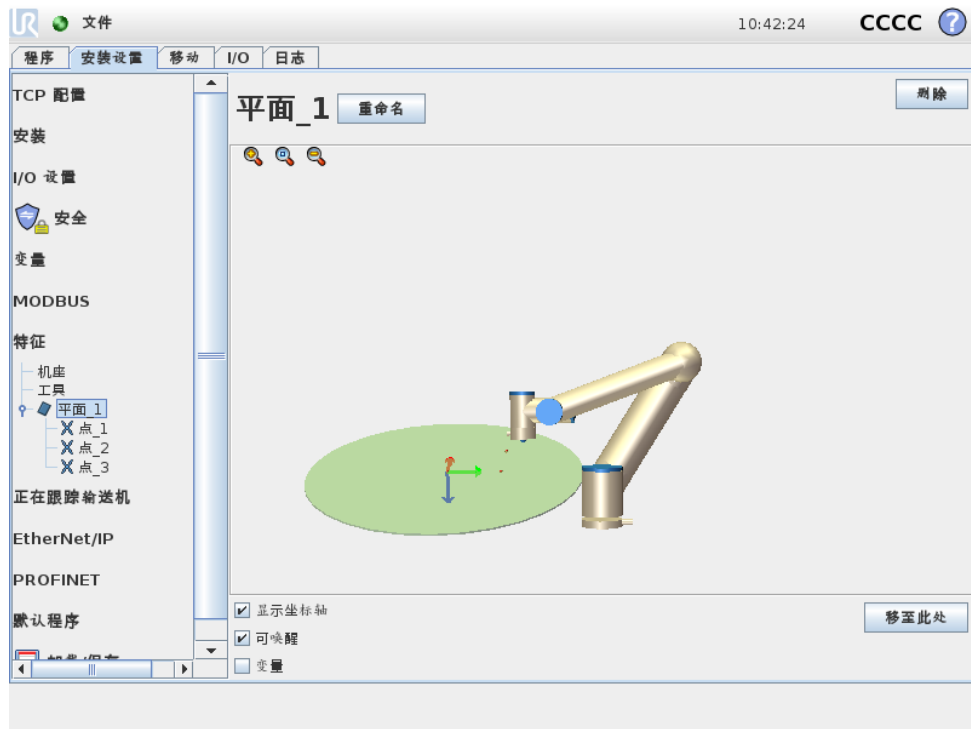 UR 文件 10:42:24 CCCC ?
程序 安装设置 移动 I/O 日志
TCP 配置
安装
I/O 设置
安全
变量
MODBUS
特征
机座
工具
平面_1
点_1
点_2
点_3
正在跟踪输送机
EtherNet/IP
PROFINET
默认程序
平面_1 重命名 删除
显示坐标轴
可唤醒
变量
移至此处